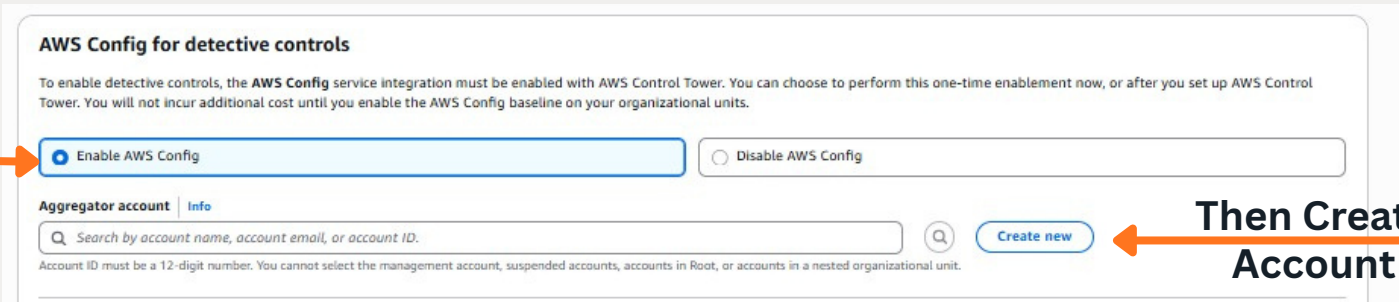 AWS Config for detective controls
To enable detective controls, the AWS Config service integration must be enabled with AWS Control Tower. You can choose to perform this one-time enablement now, or after you set up AWS Control
Tower. You will not incur additional cost until you enable the AWS Config baseline on your organizational units.
Enable AWS Config
Disable AWS Config
Aggregator account | Info
Search by account name, account email, or account ID.
Create new
Then Creat
Account
Account ID must be a 12-digit number. You cannot select the management account, suspended accounts, accounts in Root, or accounts in a nested organizational unit.